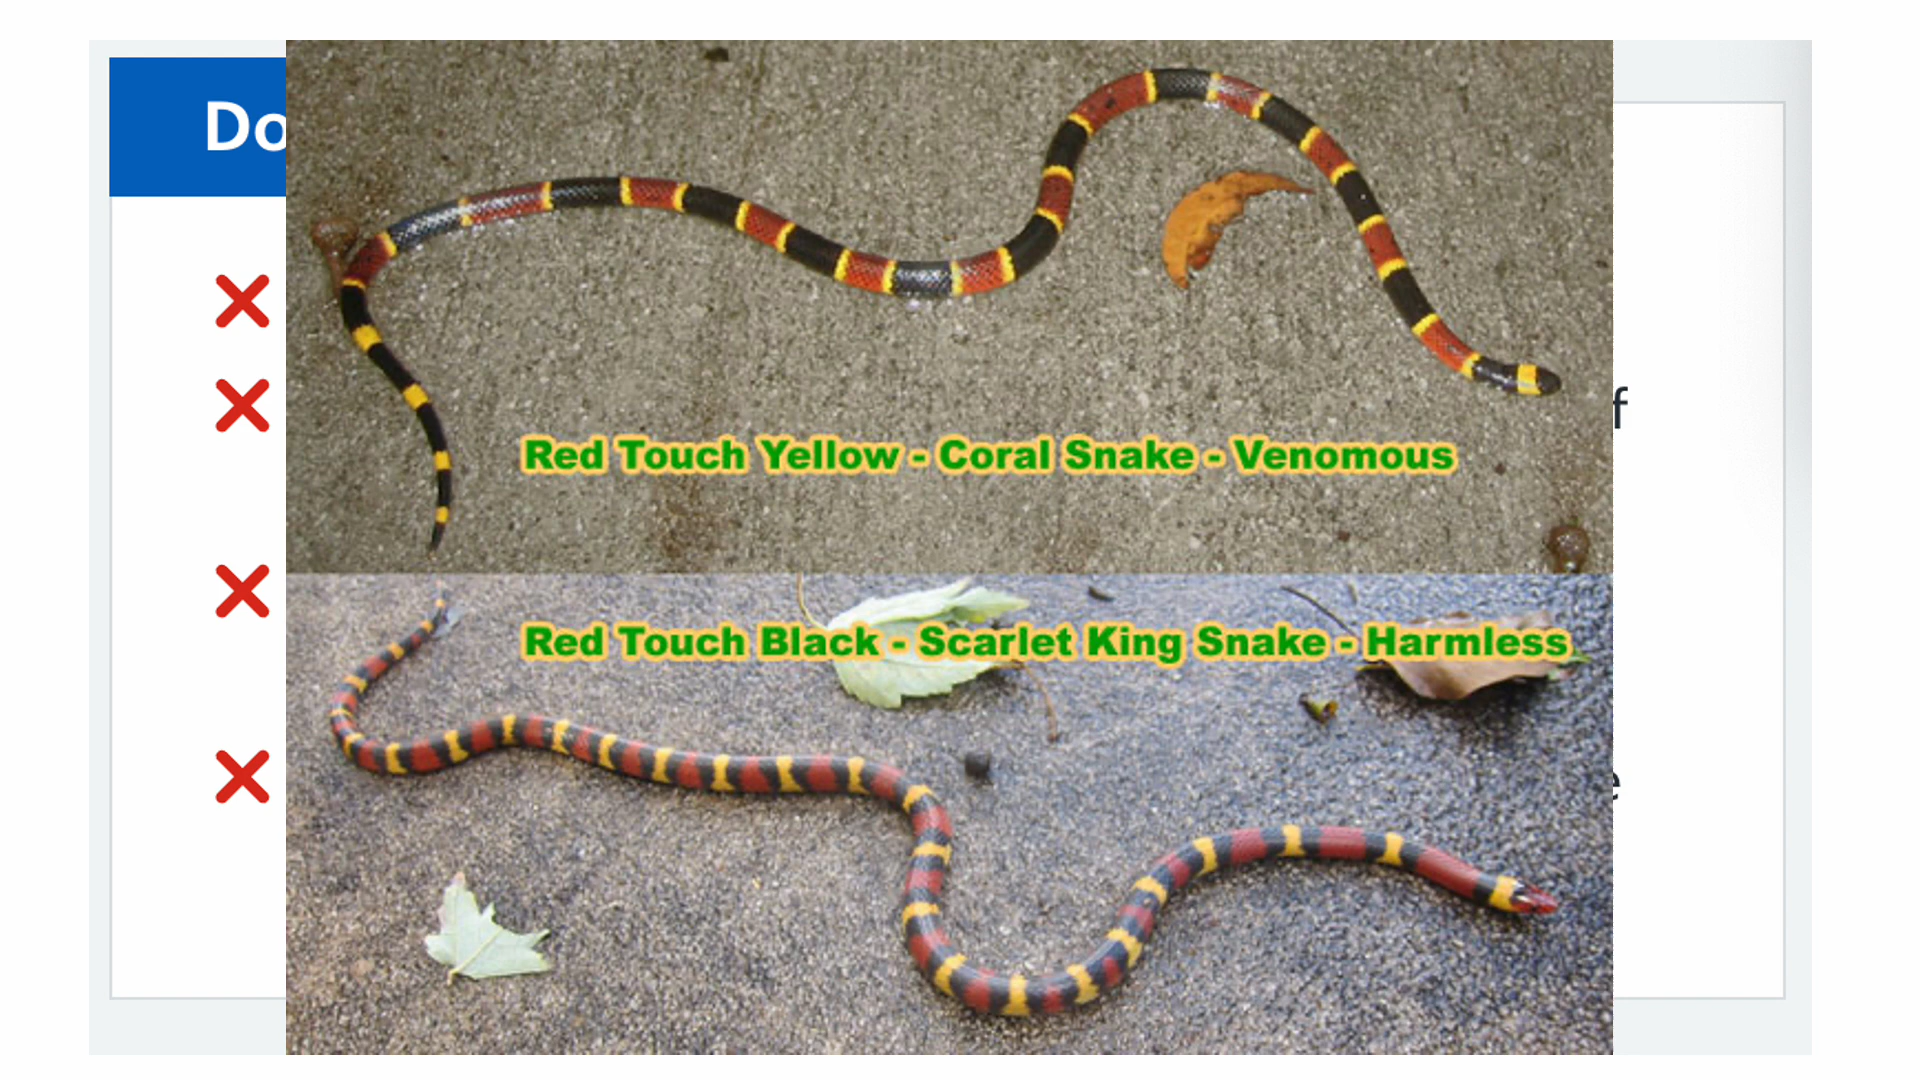 Do
f
Red Touch Yellow - Coral Snake - Venomous
Red Touch Black - Scarlet King Snake - Harmless
e